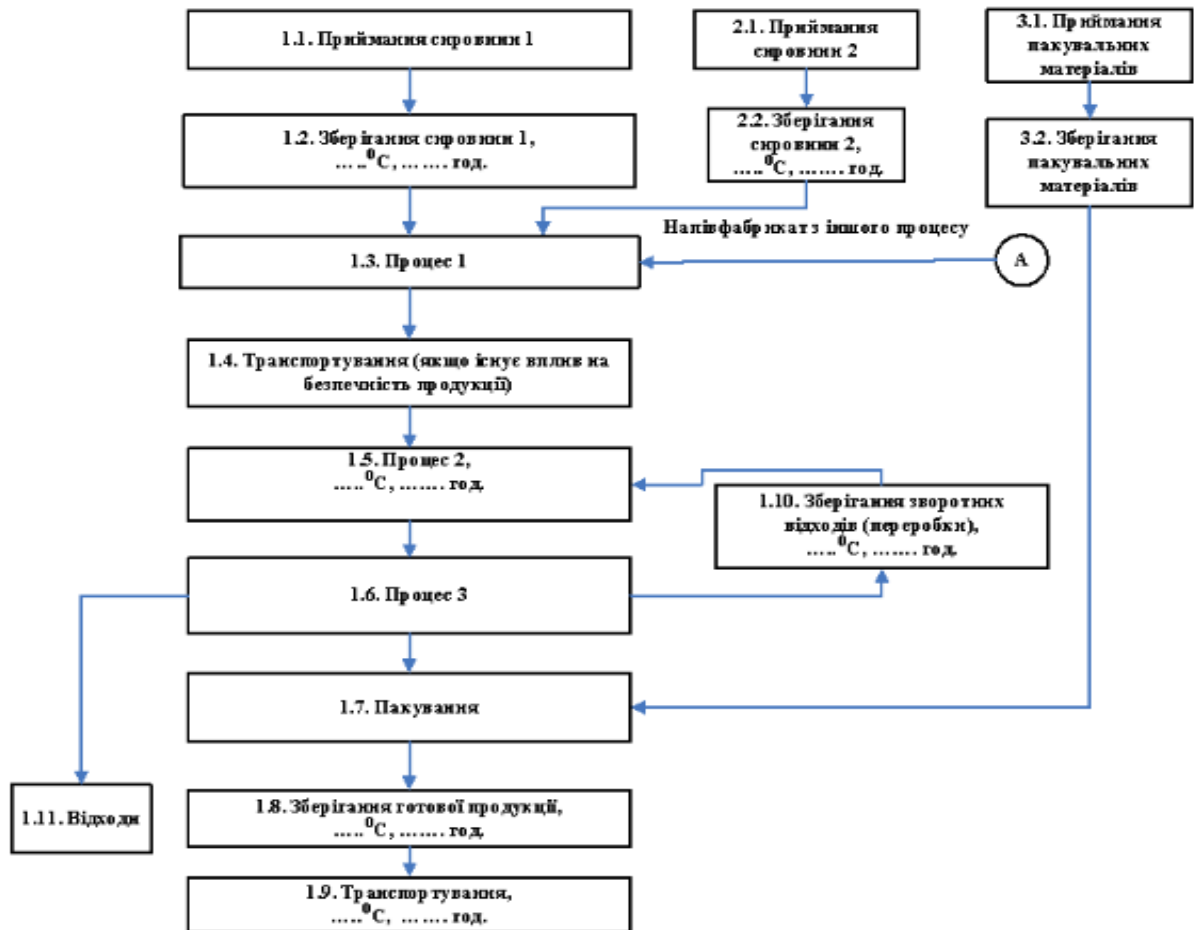 1.1. Приймання сировини 1
2.1. Приймання
сировини 2
3.1. Приймання
пакувальних
матеріалів
1.2. Зберігання сировини 1,
…..⁰С, ……. год.
2.2. Зберігання
сировини 2,
…..⁰С, ……. год.
3.2. Зберігання
пакувальних
матеріалів
Напівфабрикат з іншого процесу
1.3. Процес 1
А
1.4. Транспортування (якщо існує вплив на
безпечність продукції)
1.5. Процес 2,
…..⁰С, ……. год.
1.10. Зберігання зворотних
відходів (переробки),
…..⁰С, ……. год.
1.6. Процес 3
1.7. Пакування
1.11. Відходи
1.8. Зберігання готової продукції,
…..⁰С, ……. год.
1.9. Транспортування,
…..⁰С, ……. год.